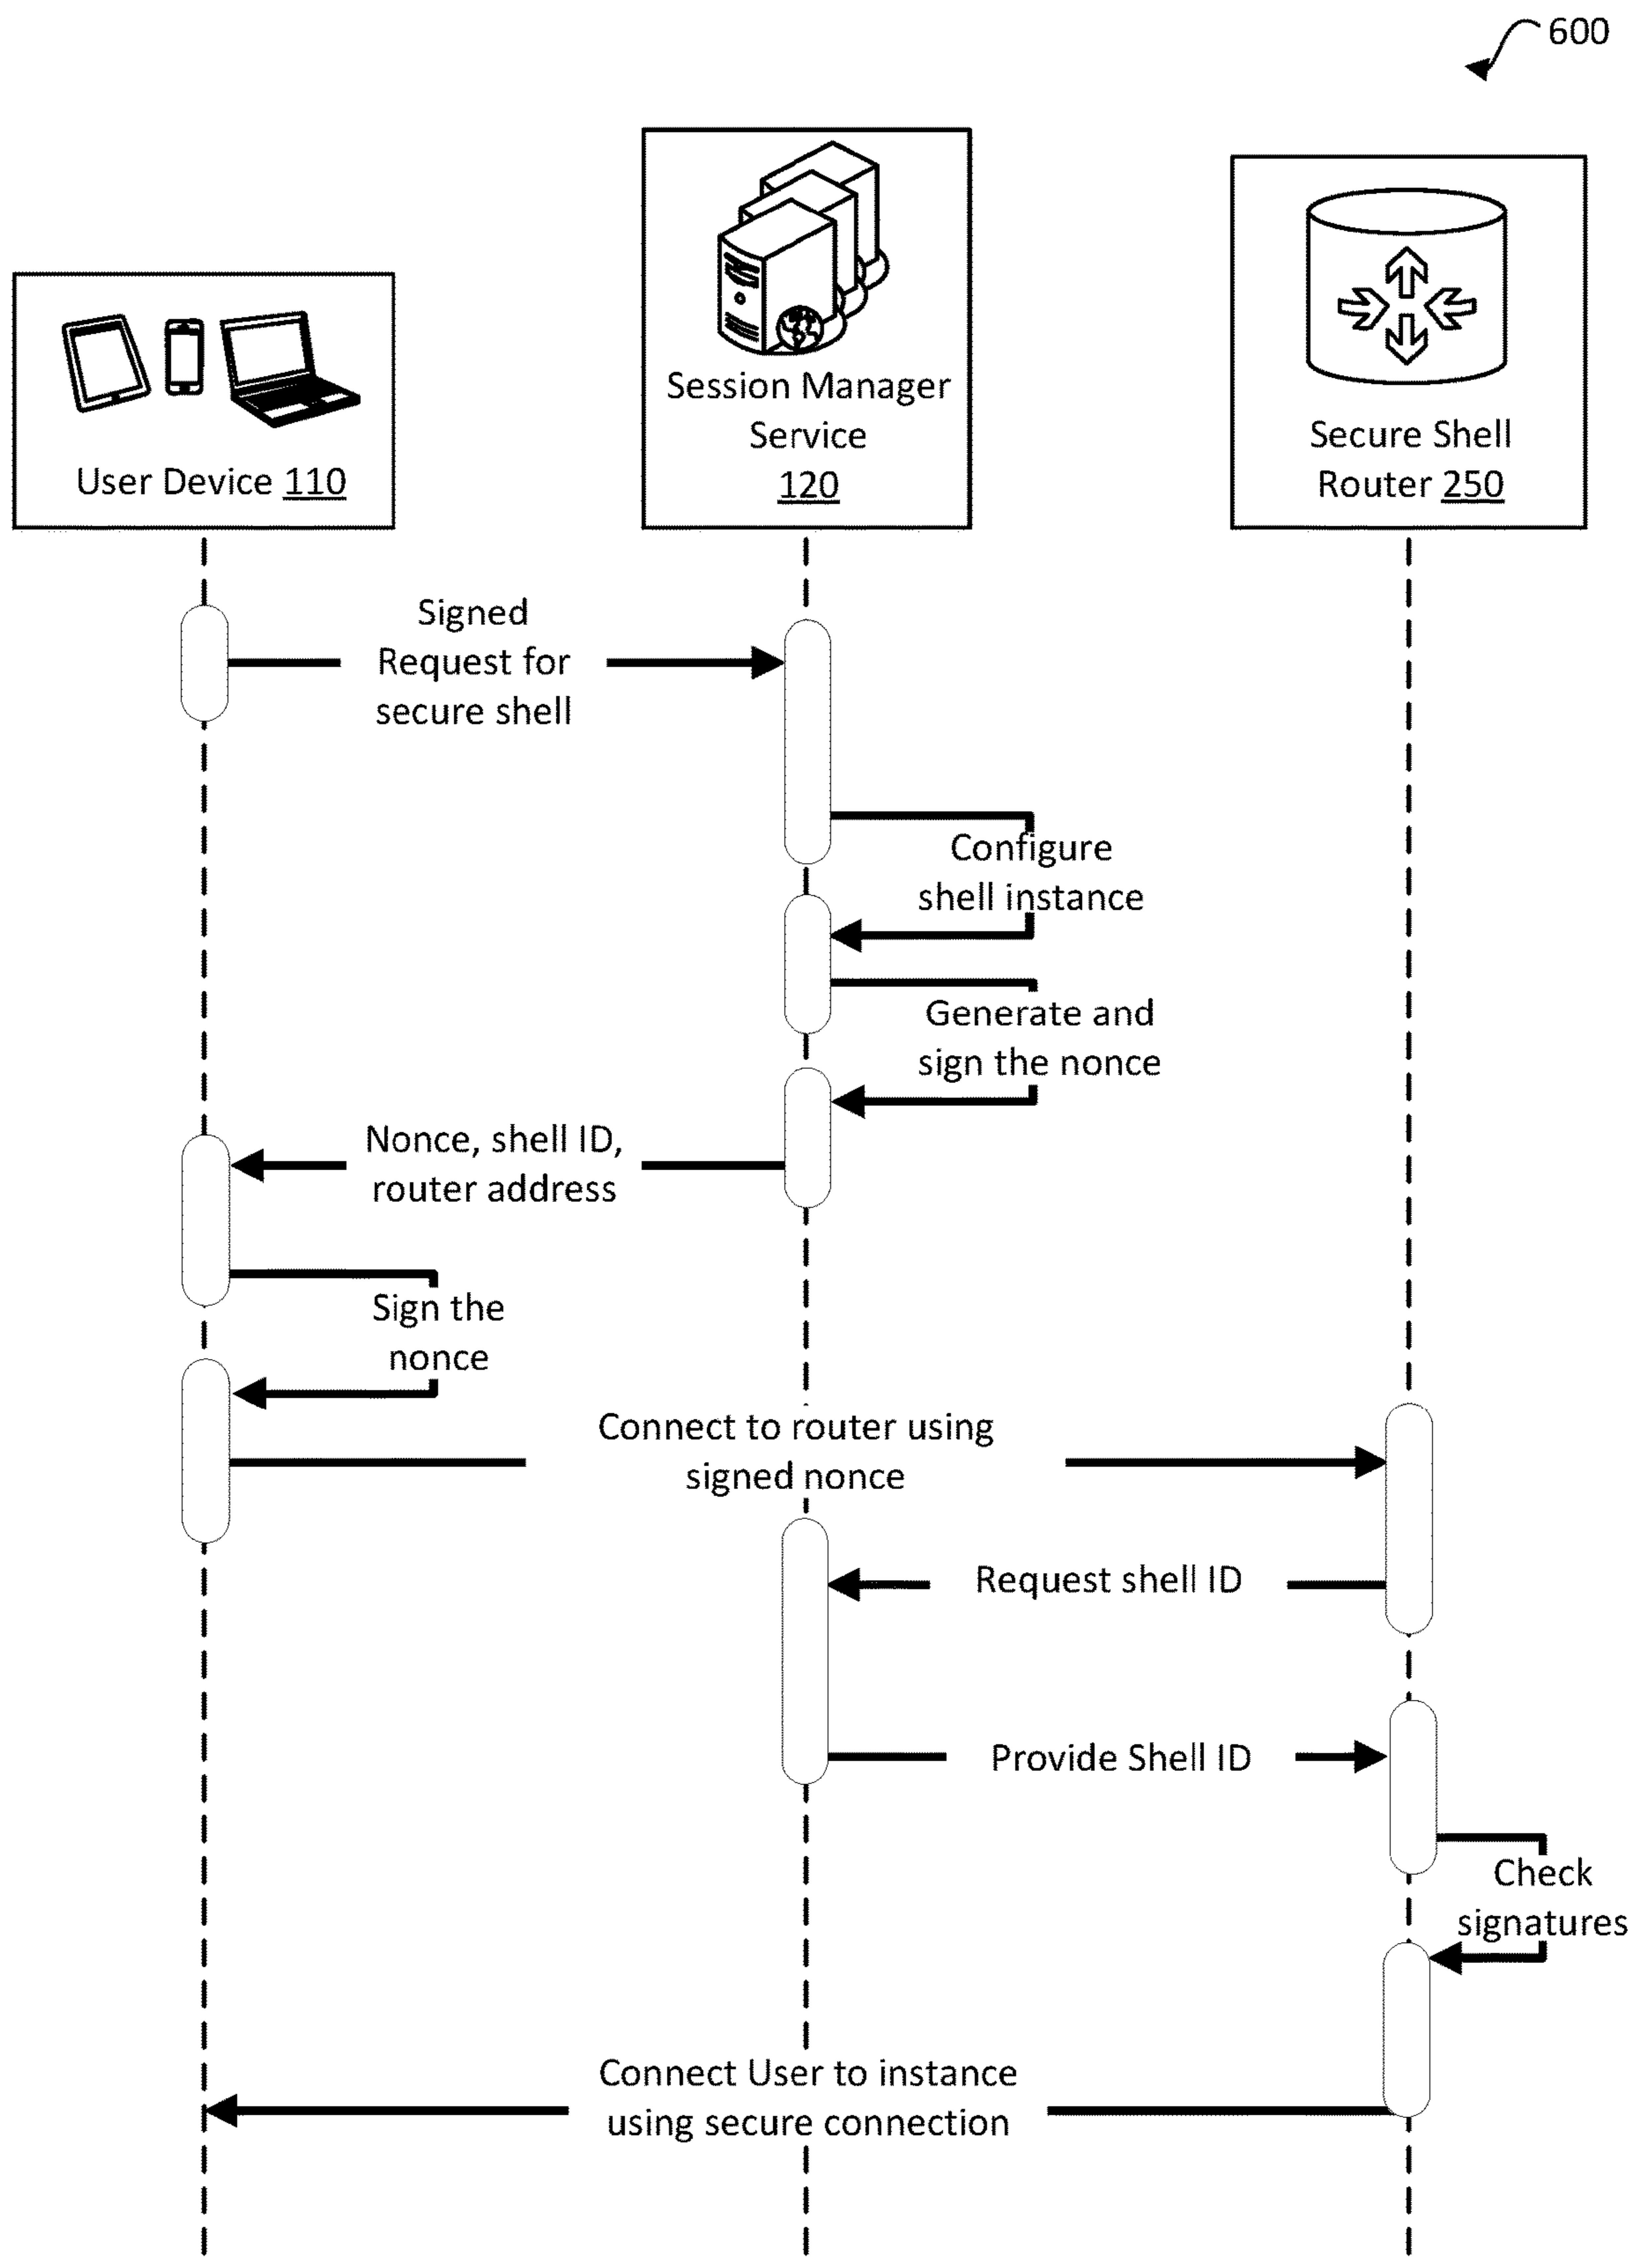 600
User Device 110
Session Manager
Service
120
Secure Shell
Router 250
Signed
Request for
secure shell
Configure
shell instance
Generate and
sign the nonce
Nonce, shell ID,
router address
Sign the
nonce
Connect to router using
signed nonce
Request shell ID
Provide Shell ID
Check
signatures
Connect User to instance
using secure connection